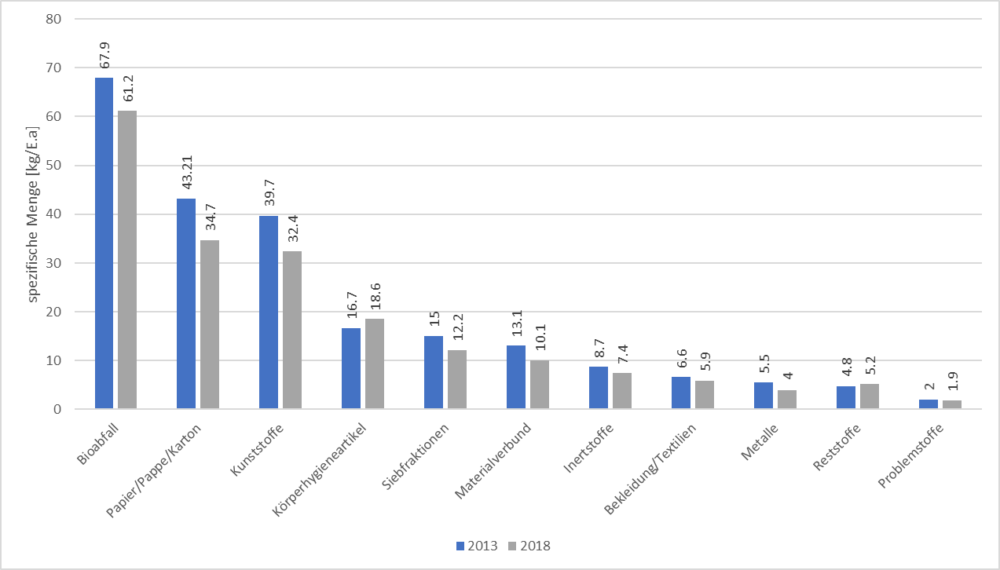 spezifische Menge [kg/E.a]
80
70
60
50
40
30
20
10
0
67.9
61.2
43.21
34.7
39.7
32.4
16.7
18.6
15
12.2
13.1
10.1
8.7
7.4
6.6
5.9
5.5
4
4.8
5.2
2
1.9
Bioabfall
Papier/Pappe/Karton
Kunststoffe
Körperhygieneartikel
Siebfraktionen
Materialverbund
Inertstoffe
Bekleidung/Textilien
Metalle
Reststoffe
Problemstoffe
2013
2018